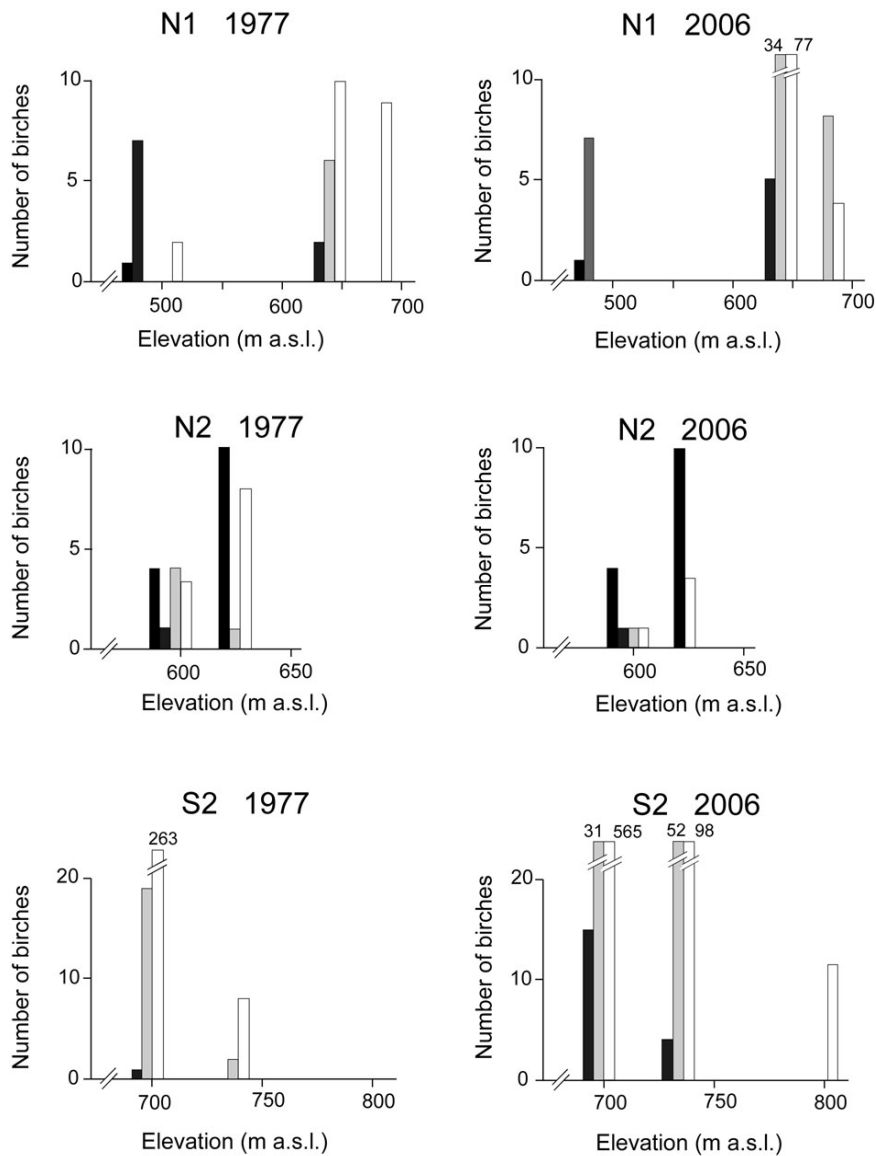 N1 1977
Number of birches
10
5
0
500
600
700
Elevation (m a.s.l.)
N1 2006
34 77
Number of birches
10
5
0
500
600
700
Elevation (m a.s.l.)
N2 1977
Number of birches
10
5
0
600
650
Elevation (m a.s.l.)
N2 2006
Number of birches
10
5
0
600
650
Elevation (m a.s.l.)
S2 1977
263
Number of birches
20
10
0
700
750
800
Elevation (m a.s.l.)
S2 2006
31 565 52 98
Number of birches
20
10
0
700
750
800
Elevation (m a.s.l.)